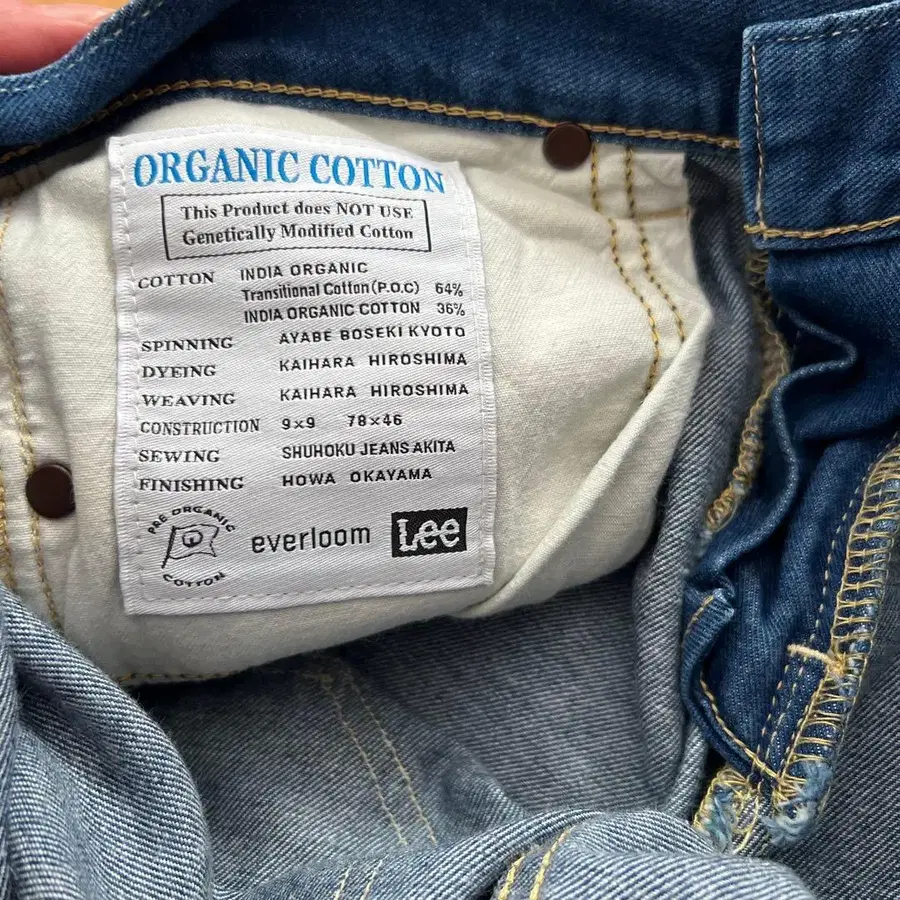 ORGANIC COTTON
This Product does NOT USE
Genetically Modified Cotton
COTTON INDIA ORGANIC
Transitional Cotton (P.O.C) 64%
INDIA ORGANIC COTTON 36%
SPINNING AYABE BOSEKI KYOTO
DYEING KAIHARA HIROSHIMA
WEAVING KAIHARA HIROSHIMA
CONSTRUCTION 9×9 78×46
SEWING SHUHOKU JEANS AKITA
FINISHING HOWA OKAYAMA
PRE ORGANIC
COTTON
everloom Lee